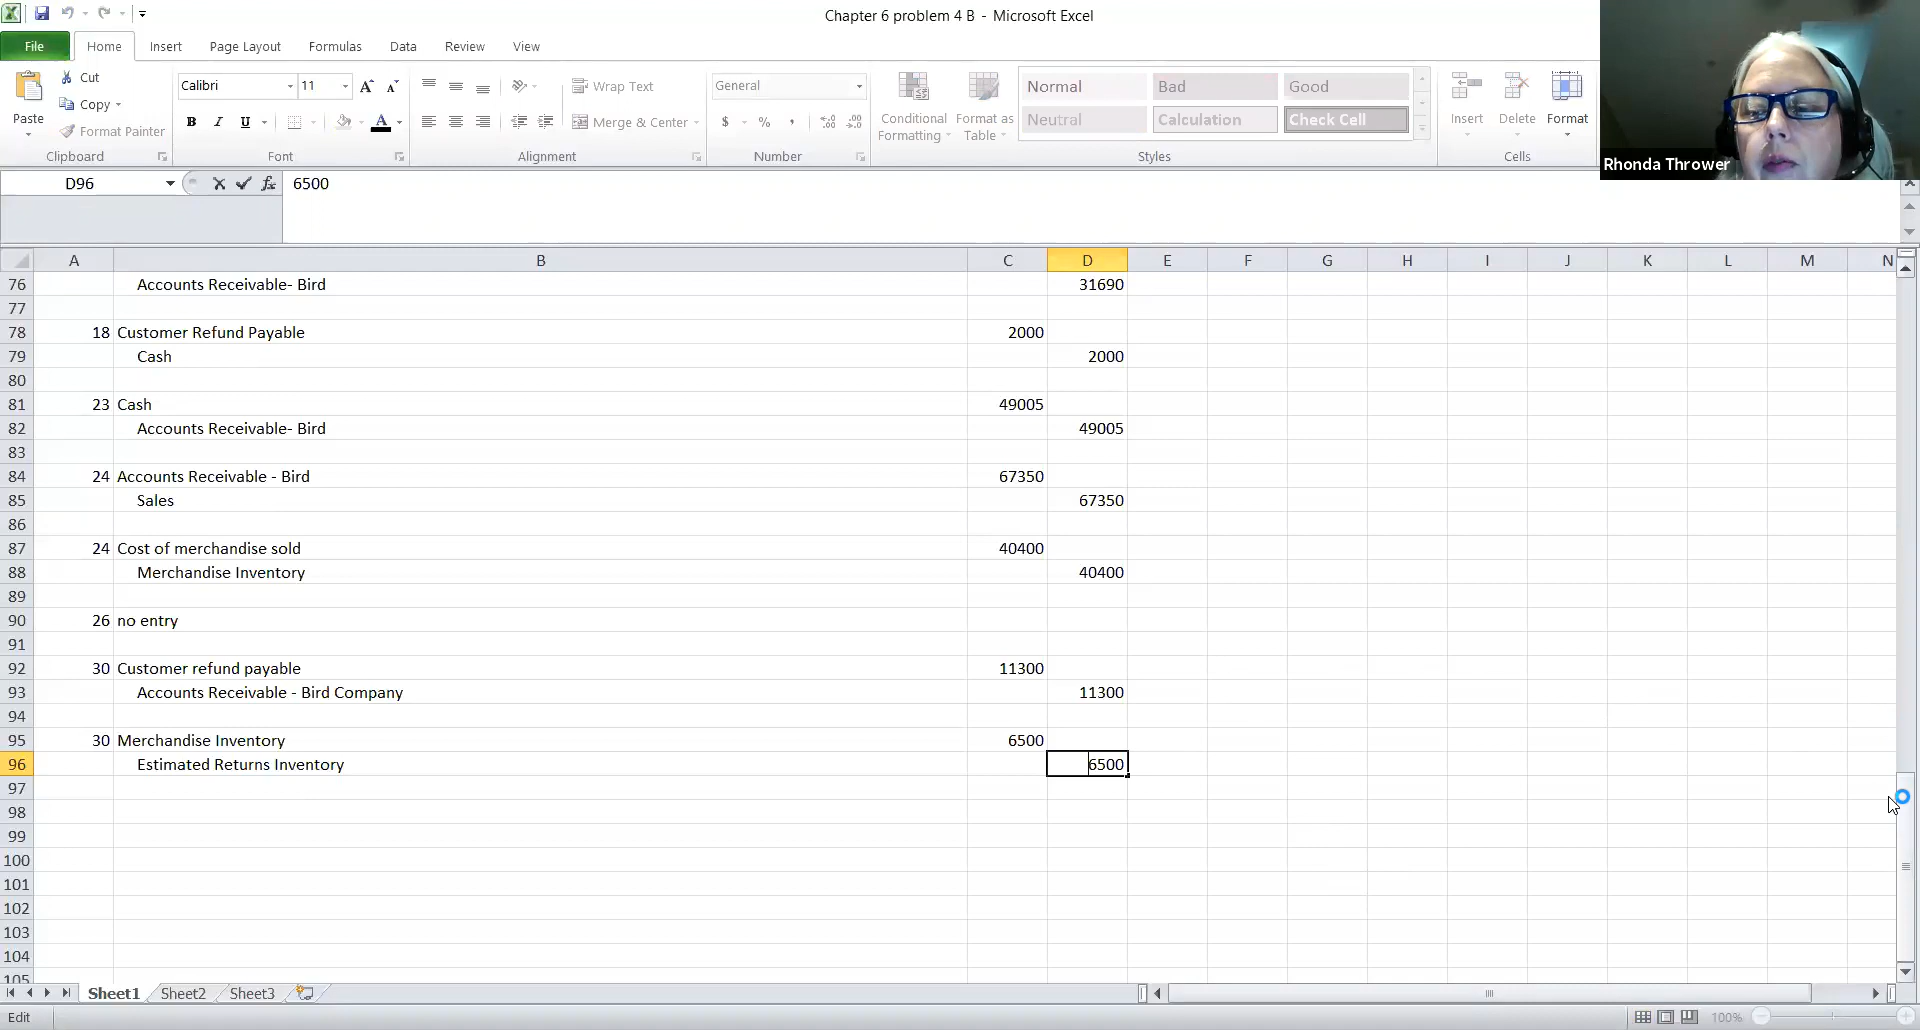 Chapter 6 problem 4 B - Microsoft Excel
File Home Insert Page Layout Formulas Data Review View
Paste
Cut
Copy
Format Painter
Clipboard
Calibri 11
B I U
Font
Wrap Text
Merge & Center
Alignment
General
$ % ,
Number
Conditional Formatting
Format as Table
Normal Bad Good
Neutral Calculation Check Cell
Styles
Insert Delete Format
Cells
Rhonda Thrower
D96 fx 6500
A B C D E F G H I J K L M N
76 Accounts Receivable- Bird 31690
77
78 18 Customer Refund Payable 2000
79 Cash 2000
80
81 23 Cash 49005
82 Accounts Receivable- Bird 49005
83
84 24 Accounts Receivable - Bird 67350
85 Sales 67350
86
87 24 Cost of merchandise sold 40400
88 Merchandise Inventory 40400
89
90 26 no entry
91
92 30 Customer refund payable 11300
93 Accounts Receivable - Bird Company 11300
94
95 30 Merchandise Inventory 6500
96 Estimated Returns Inventory 6500
97
98
99
100
101
102
103
104
105
Sheet1 Sheet2 Sheet3
Edit 100%